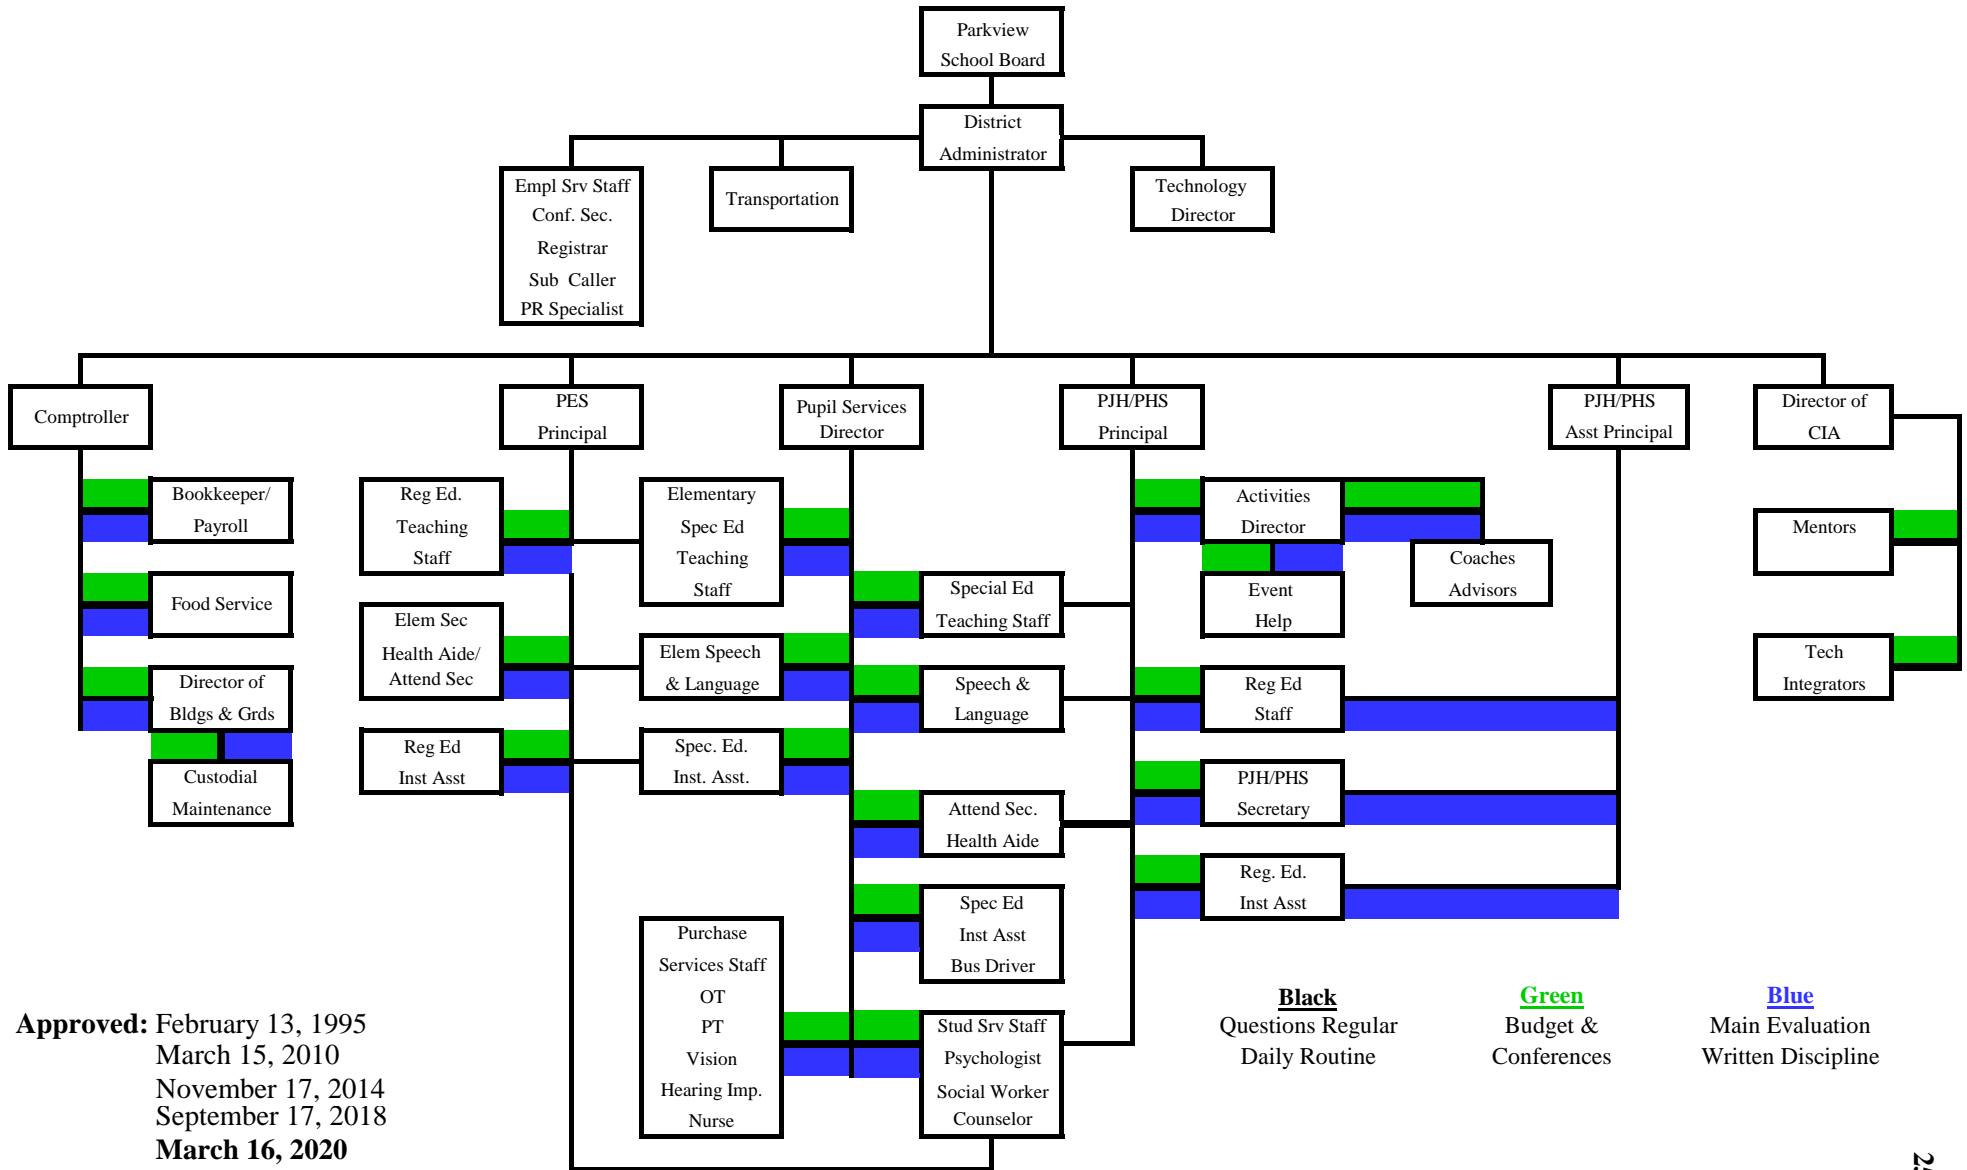 Parkview
School Board
District
Administrator
Empl Srv Staff
Conf. Sec.
Registrar
Sub Caller
PR Specialist
Transportation
Technology
Director
Comptroller
PES
Principal
Pupil Services
Director
PJH/PHS
Principal
PJH/PHS
Asst Principal
Director of
CIA
Bookkeeper/
Payroll
Food Service
Director of
Bldgs & Grds
Custodial
Maintenance
Reg Ed.
Teaching
Staff
Elem Sec
Health Aide/
Attend Sec
Reg Ed
Inst Asst
Elementary
Spec Ed
Teaching
Staff
Elem Speech
& Language
Spec. Ed.
Inst. Asst.
Purchase
Services Staff
OT
PT
Vision
Hearing Imp.
Nurse
Special Ed
Teaching Staff
Speech &
Language
Attend Sec.
Health Aide
Spec Ed
Inst Asst
Bus Driver
Stud Srv Staff
Psychologist
Social Worker
Counselor
Activities
Director
Event
Help
Coaches
Advisors
Reg Ed
Staff
PJH/PHS
Secretary
Reg. Ed.
Inst Asst
Mentors
Tech
Integrators
Black
Questions Regular
Daily Routine
Green
Budget &
Conferences
Blue
Main Evaluation
Written Discipline
Approved: February 13, 1995
March 15, 2010
November 17, 2014
September 17, 2018
March 16, 2020